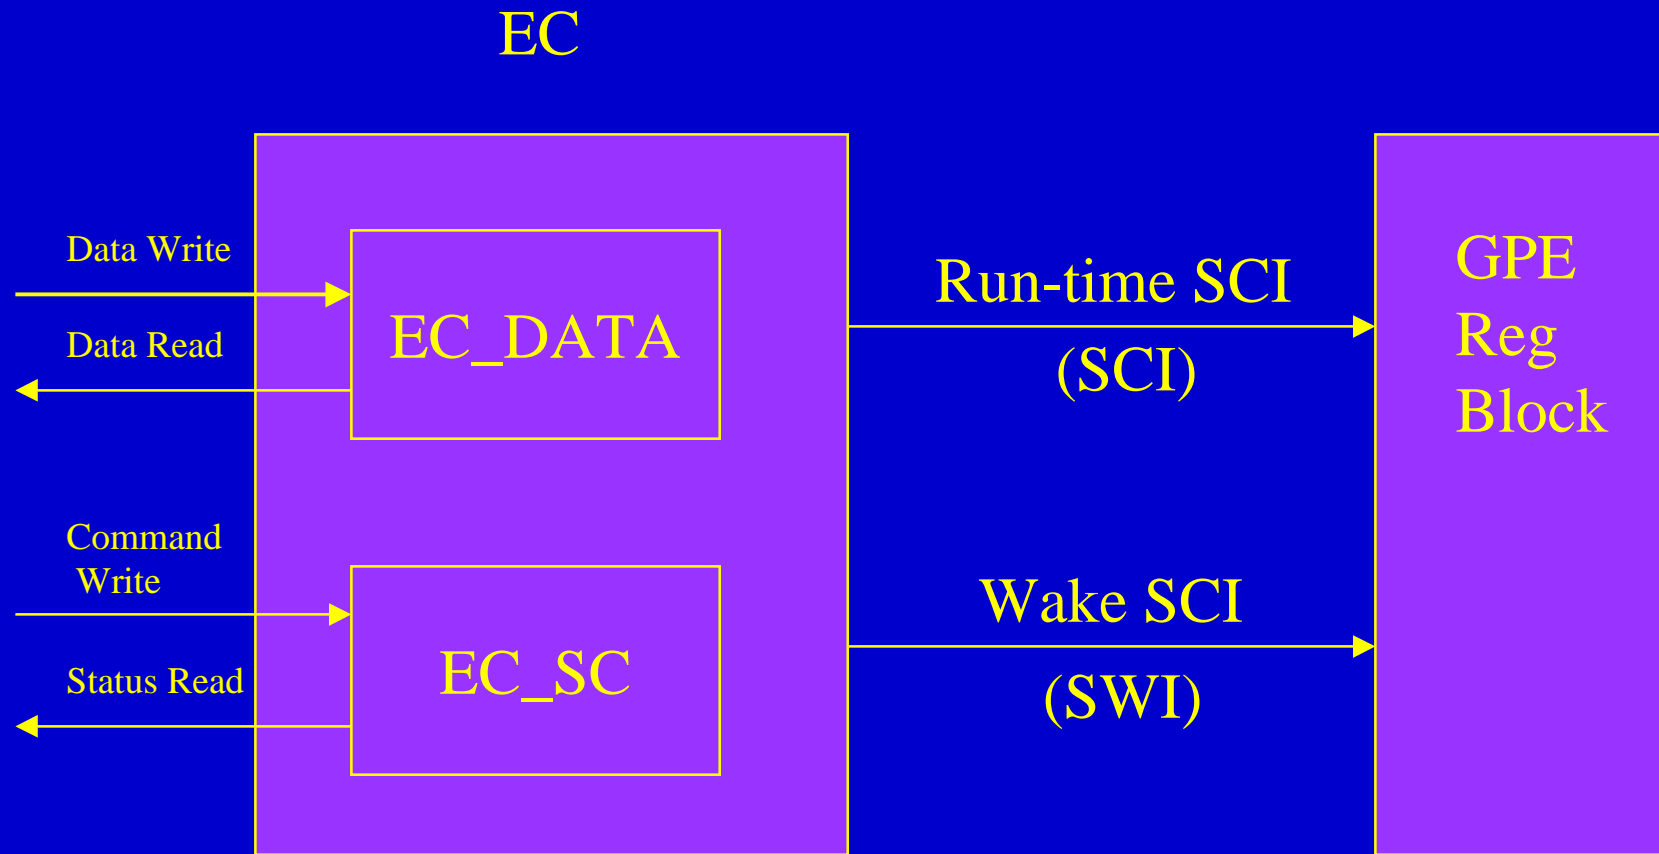 EC
Data Write
Data Read
EC_DATA
Command
Write
Status Read
EC_SC
Run-time SCI
(SCI)
Wake SCI
(SWI)
GPE
Reg
Block